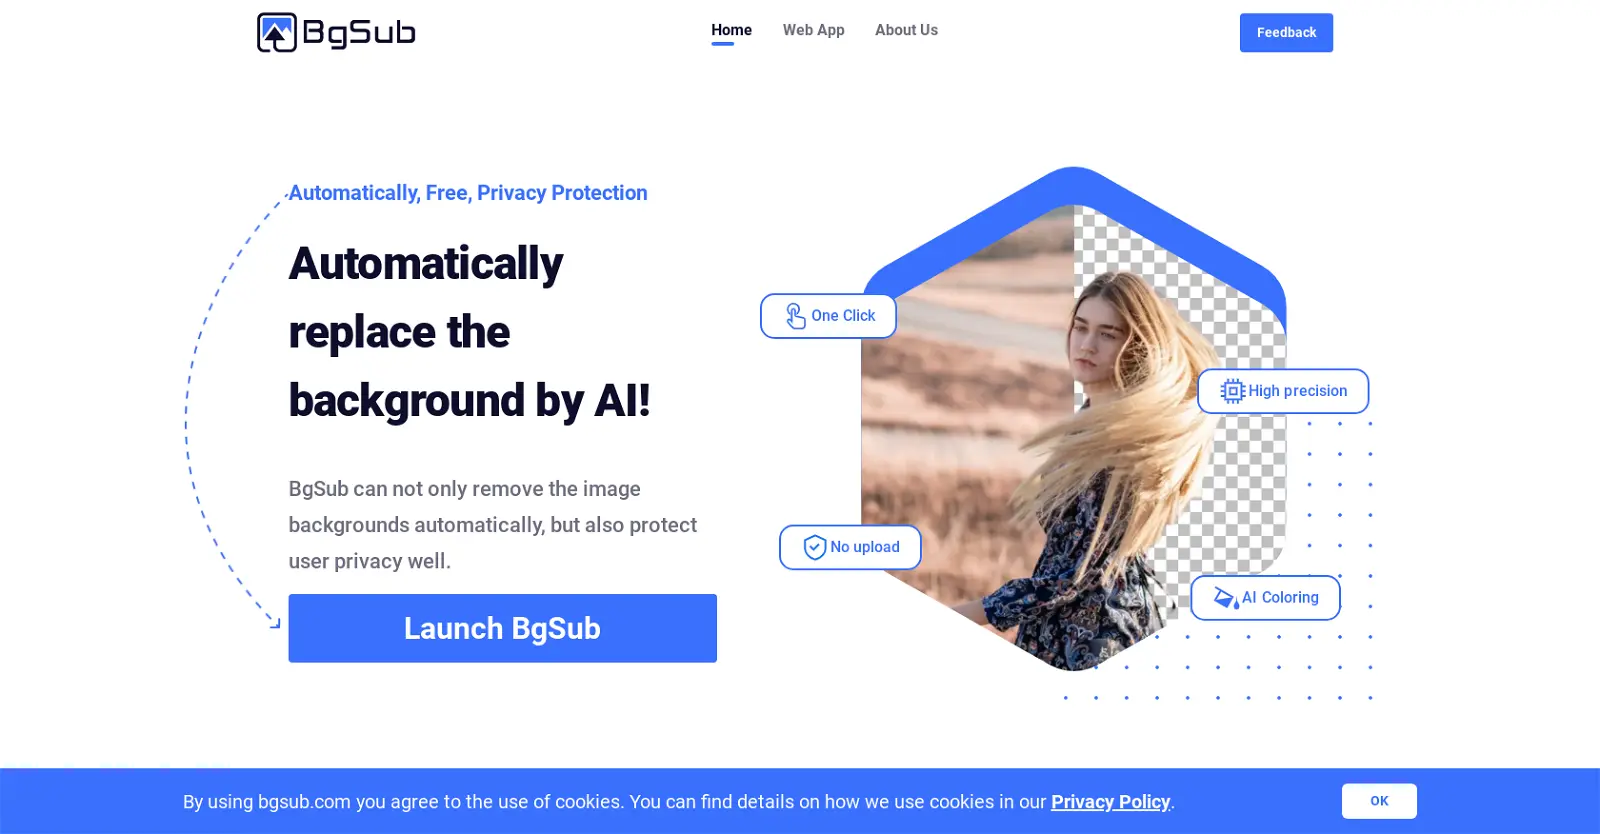 BgSub
Home
Web App
About Us
Feedback
Automatically, Free, Privacy Protection
Automatically
replace the
background by AI!
BgSub can not only remove the image
backgrounds automatically, but also protect
user privacy well.
Launch BgSub
One Click
High precision
No upload
AI Coloring
By using bgsub.com you agree to the use of cookies. You can find details on how we use cookies in our Privacy Policy.
OK